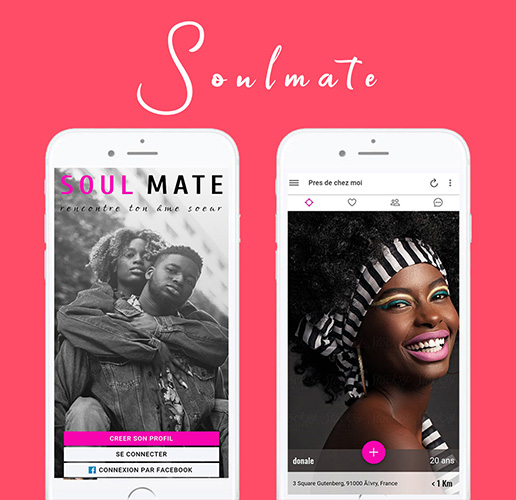 Soulmate
SOUL MATE
rencontre ton âme soeur
CREER SON PROFIL
SE CONNECTER
CONNEXION PAR FACEBOOK
Pres de chez moi
donale
20 ans
3 Square Gutenberg, 91000 Ãvry, France
< 1 Km